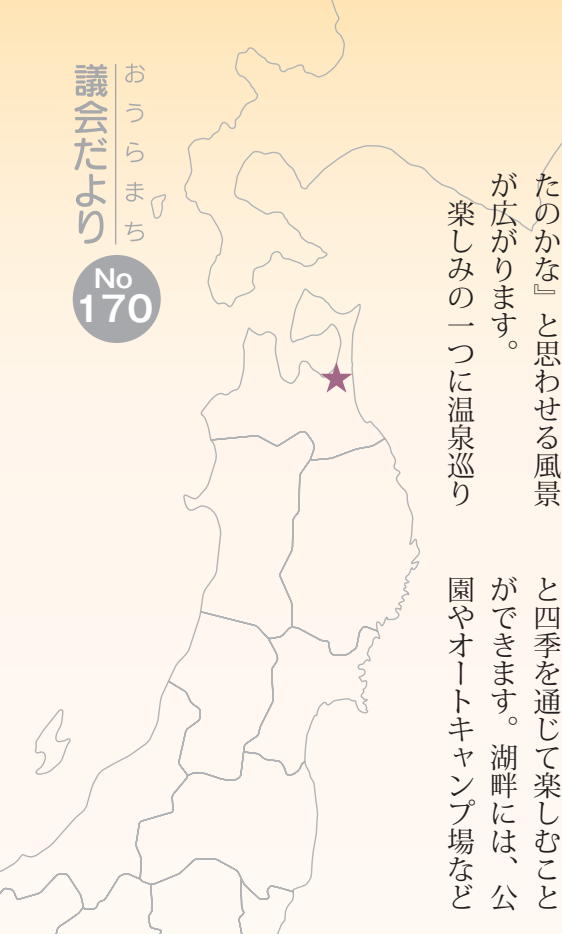 たのかな』と思わせる風景
が広がります。
楽しみの一つに温泉巡り
と四季を通じて楽しむこと
ができます。湖畔には、公
園やオートキャンプ場など
おうらまち
議会だより
No
170